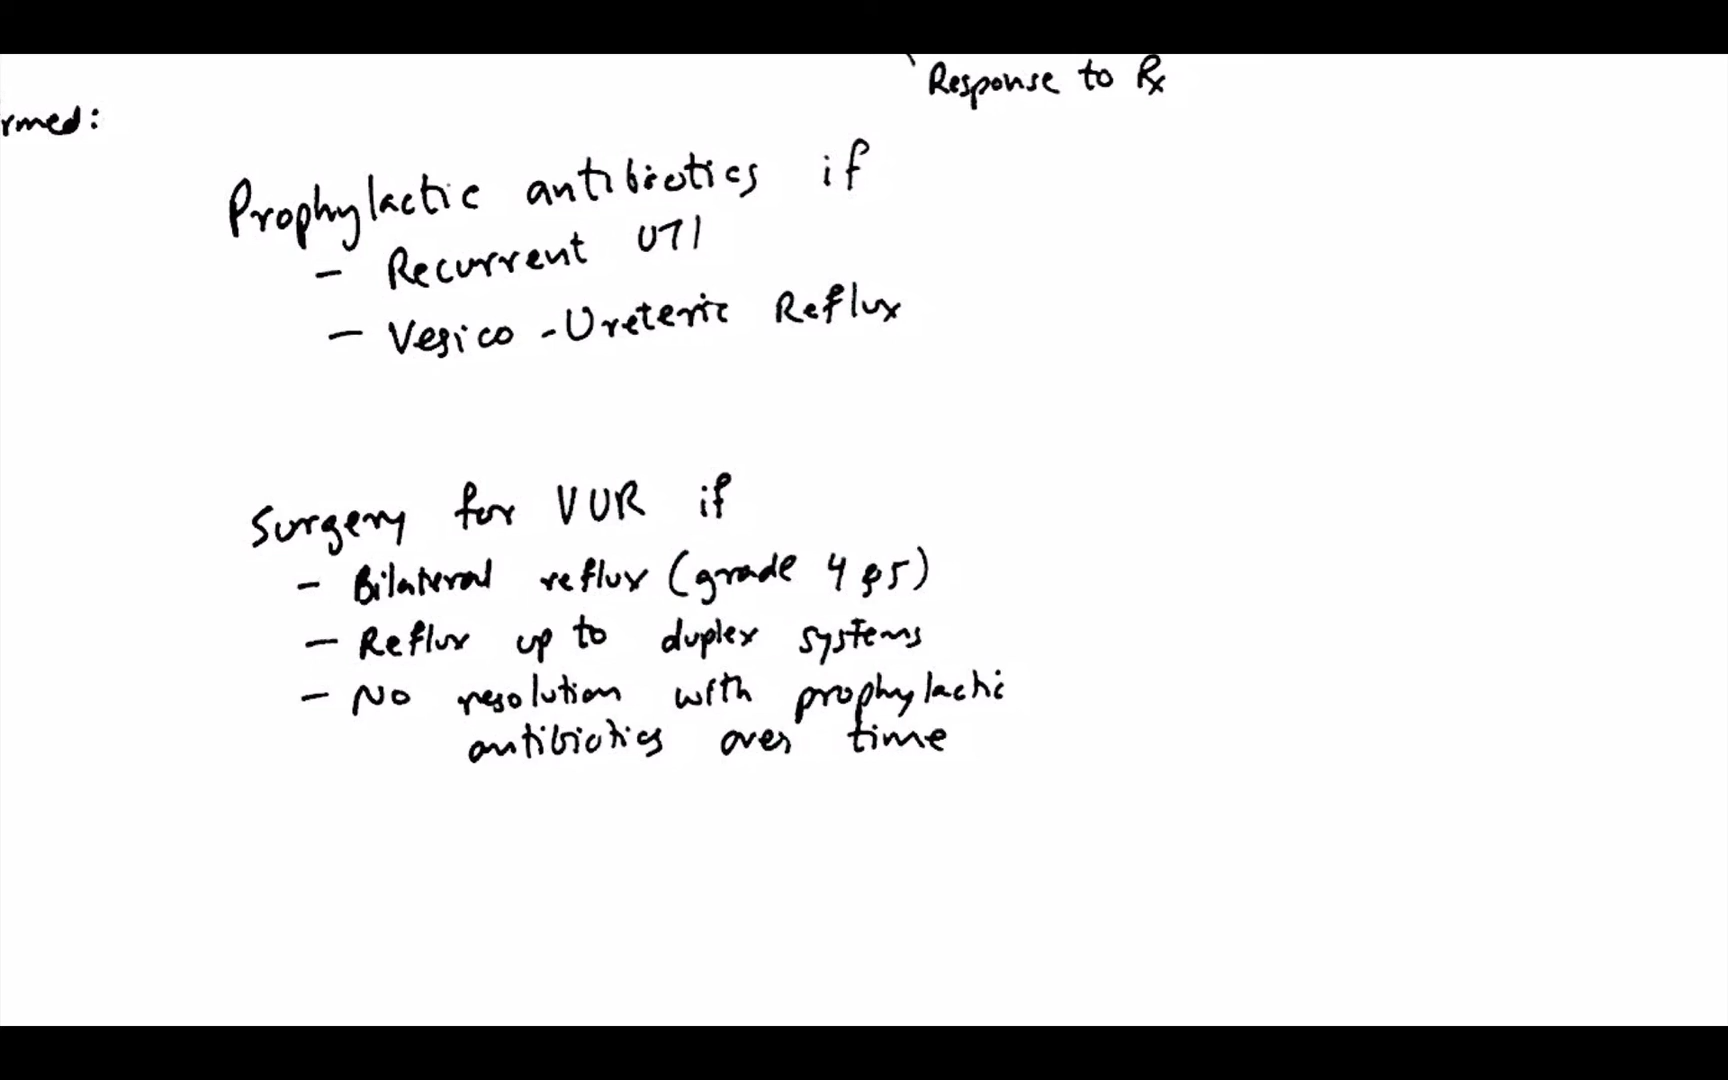 Response to Rx
rmed:
Prophylactic antibiotics if
- Recurrent UTI
- Vesico-Ureteric Reflux
Surgery for VUR if
- Bilateral reflux (grade 4 & 5)
- Reflux up to duplex systems
- No resolution with prophylactic
antibiotics over time